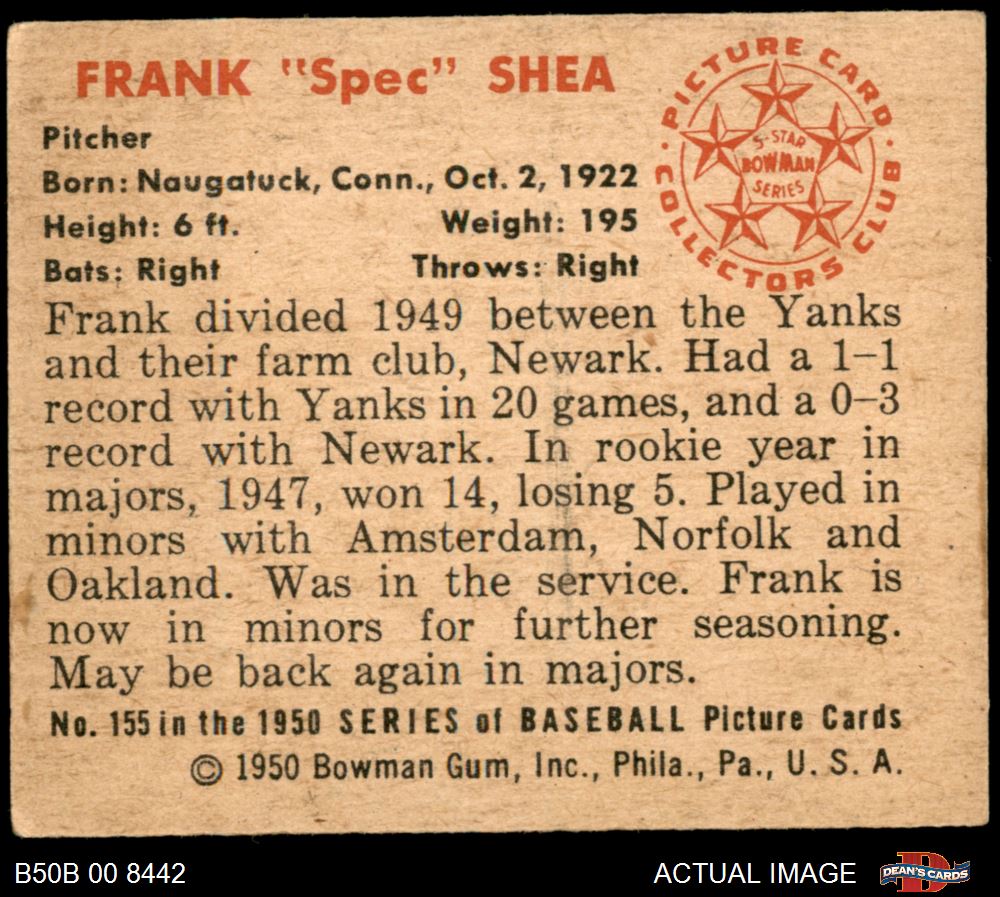 FRANK "Spec" SHEA
PICTURE CARD
COLLECTORS CLUB
5-STAR
BOWMAN
SERIES
Pitcher
Born: Naugatuck, Conn., Oct. 2, 1922
Height: 6 ft. Weight: 195
Bats: Right Throws: Right
Frank divided 1949 between the Yanks
and their farm club, Newark. Had a 1-1
record with Yanks in 20 games, and a 0-3
record with Newark. In rookie year in
majors, 1947, won 14, losing 5. Played in
minors with Amsterdam, Norfolk and
Oakland. Was in the service. Frank is
now in minors for further seasoning.
May be back again in majors.
No. 155 in the 1950 SERIES of BASEBALL Picture Cards
© 1950 Bowman Gum, Inc., Phila., Pa., U. S. A.
B50B 00 8442 ACTUAL IMAGE
D
DEAN'S CARDS